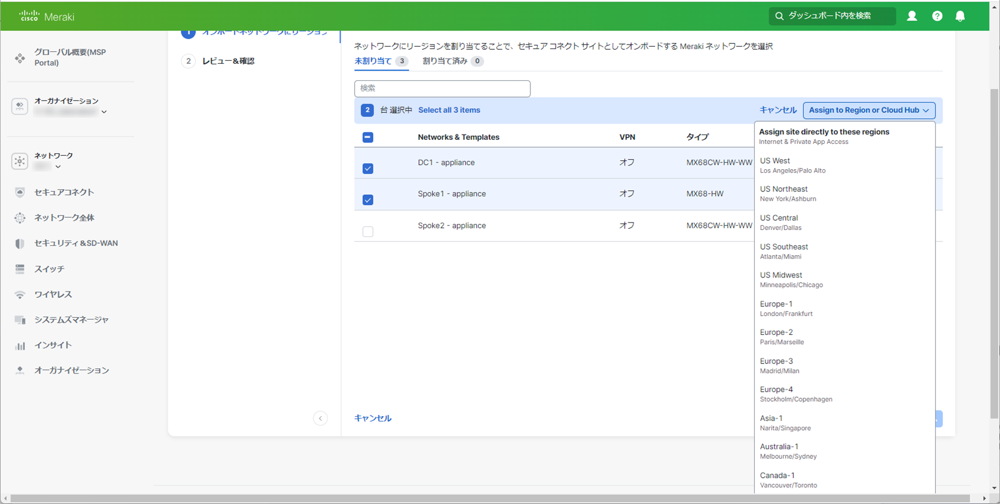 CISCO Meraki
ダッシュボード内を検索
グローバル概要(MSP
Portal)
オーガナイゼーション
ネットワーク
セキュアコネクト
ネットワーク全体
セキュリティ&SD-WAN
スイッチ
ワイヤレス
システムズマネージャ
インサイト
オーガナイゼーション
1 オンボードネットワークにリージョン
2 レビュー&確認
ネットワークにリージョンを割り当てることで、セキュア コネクト サイトとしてオンボードする Meraki ネットワークを選択
未割り当て 3 割り当て済み 0
検索
2 台 選択中 Select all 3 items キャンセル Assign to Region or Cloud Hub
Networks & Templates VPN タイプ
DC1 - appliance オフ MX68CW-HW-WW
Spoke1 - appliance オフ MX68-HW
Spoke2 - appliance オフ MX68CW-HW-WW
キャンセル
Assign site directly to these regions
Internet & Private App Access
US West
Los Angeles/Palo Alto
US Northeast
New York/Ashburn
US Central
Denver/Dallas
US Southeast
Atlanta/Miami
US Midwest
Minneapolis/Chicago
Europe-1
London/Frankfurt
Europe-2
Paris/Marseille
Europe-3
Madrid/Milan
Europe-4
Stockholm/Copenhagen
Asia-1
Narita/Singapore
Australia-1
Melbourne/Sydney
Canada-1
Vancouver/Toronto